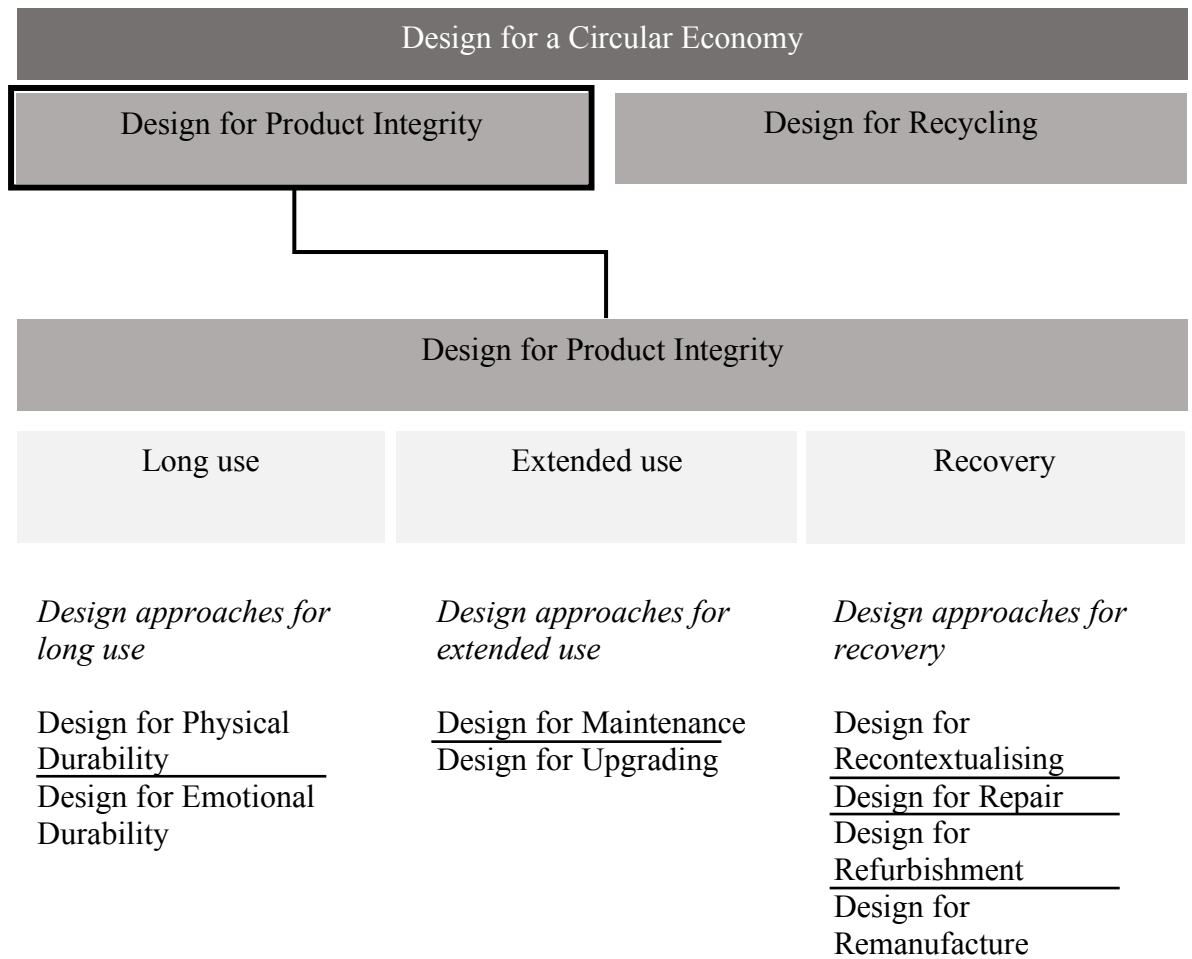 Design for a Circular Economy
Design for Product Integrity
Design for Recycling
Design for Product Integrity
Long use
Extended use
Recovery
Design approaches for
long use
Design for Physical
Durability
Design for Emotional
Durability
Design approaches for
extended use
Design for Maintenance
Design for Upgrading
Design approaches for
recovery
Design for
Recontextualising
Design for Repair
Design for
Refurbishment
Design for
Remanufacture